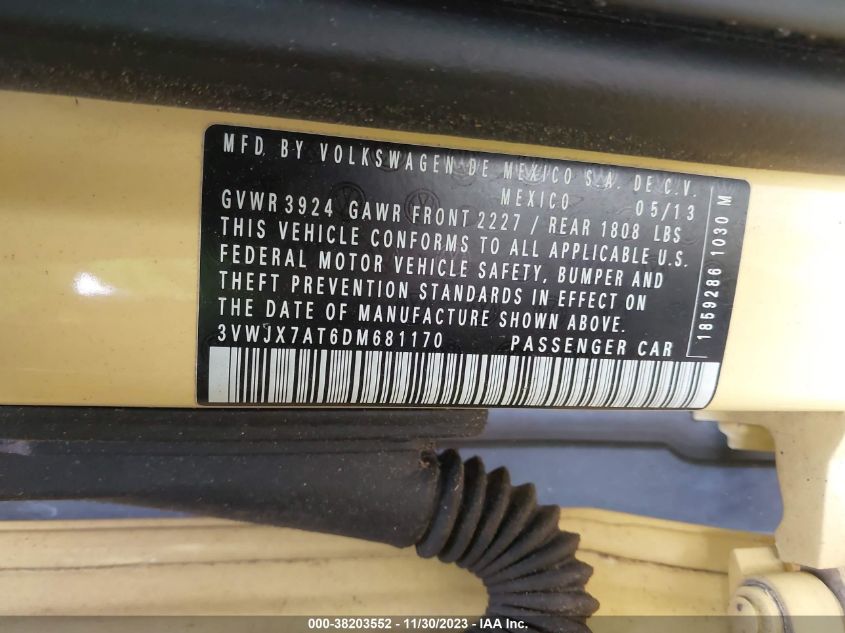 MFD BY VOLKSWAGEN DE MEXICO S.A. DE C.V.
MEXICO 05/13
GVWR 3924 GAWR FRONT 2227 / REAR 1808 LBS
THIS VEHICLE CONFORMS TO ALL APPLICABLE U.S.
FEDERAL MOTOR VEHICLE SAFETY, BUMPER AND
THEFT PREVENTION STANDARDS IN EFFECT ON
THE DATE OF MANUFACTURE SHOWN ABOVE.
3VWJX7AT6DM681170 PASSENGER CAR
1859286 1030 M
000-38203552 - 11/30/2023 - IAA Inc.